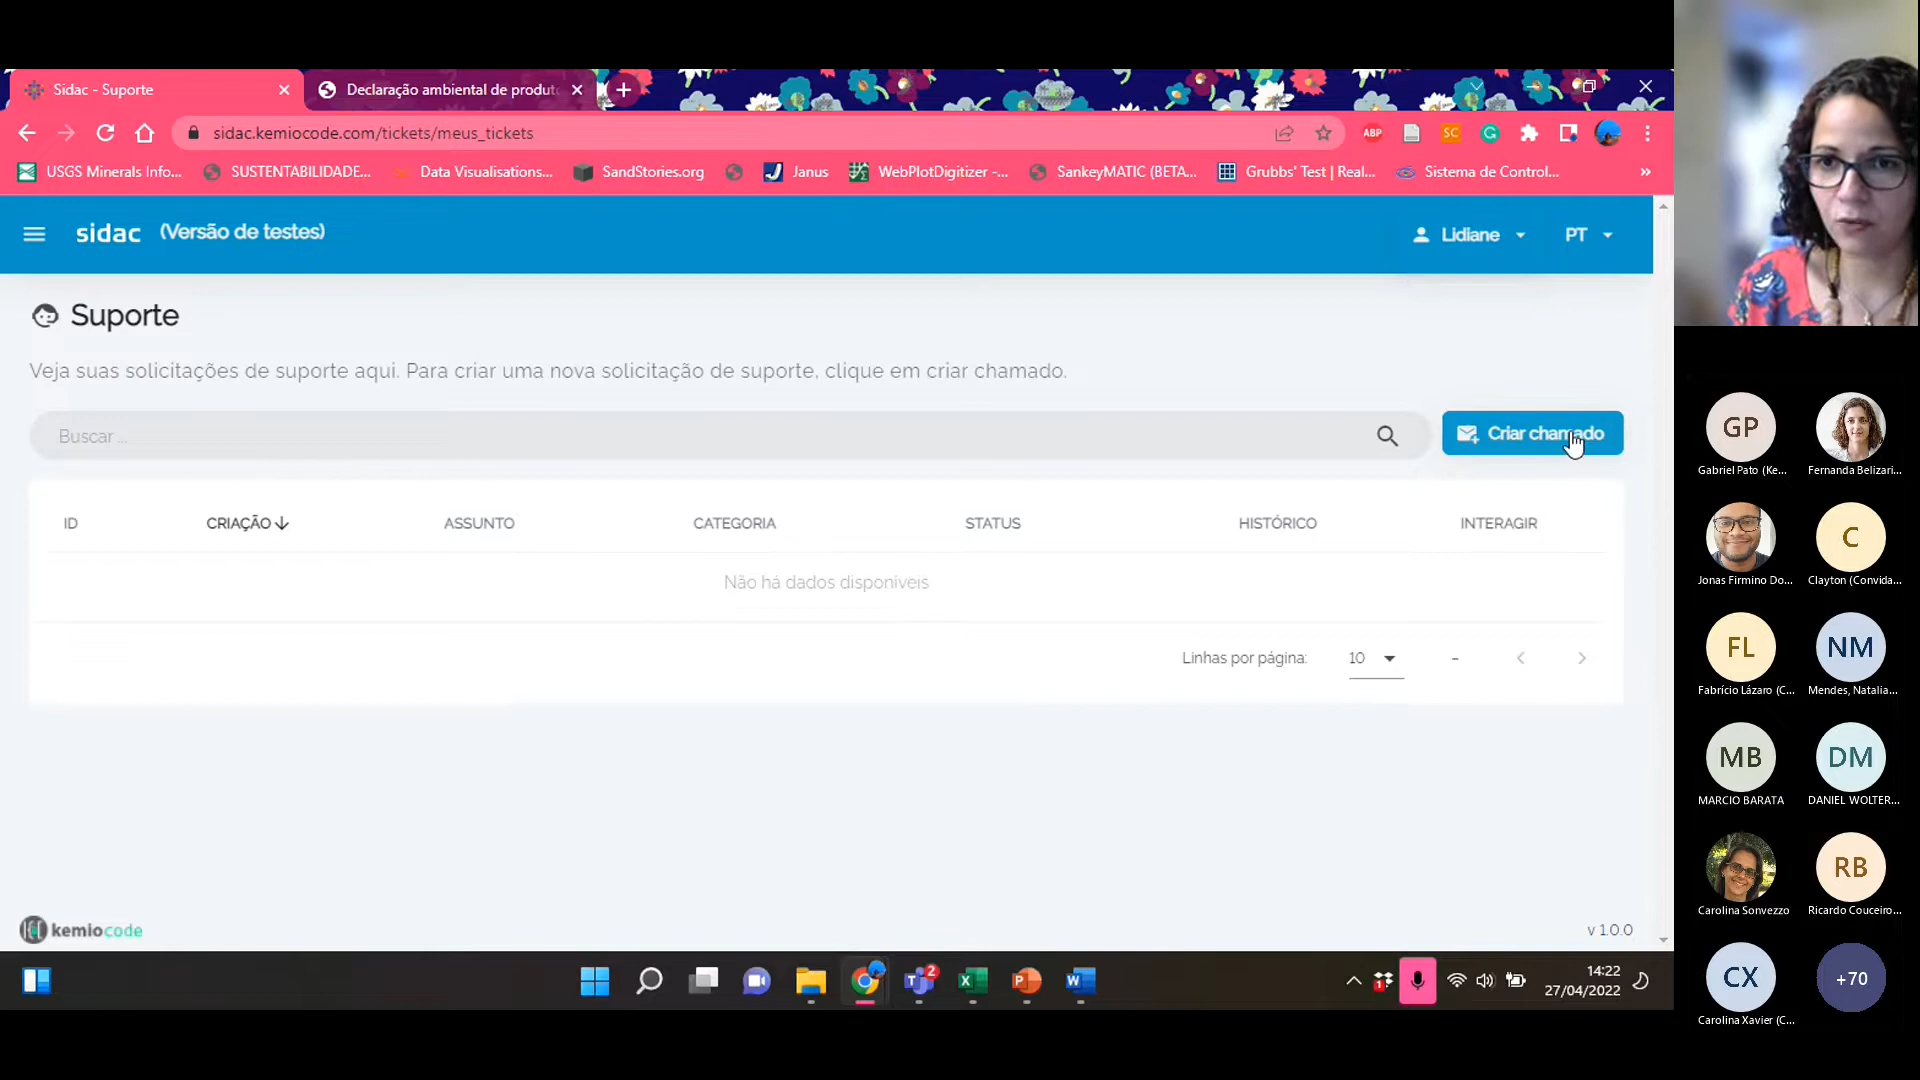 Sidac - Suporte
Declaração ambiental de produt
sidac.kemiocode.com/tickets/meus_tickets
ABP
SC
USGS Minerals Info...
SUSTENTABILIDADE...
Data Visualisations...
SandStories.org
Janus
WebPlotDigitizer -...
SankeyMATIC (BETA...
Grubbs' Test | Real...
Sistema de Control...
»
sidac (Versão de testes)
Lidiane
PT
Suporte
Veja suas solicitações de suporte aqui. Para criar uma nova solicitação de suporte, clique em criar chamado.
Buscar ...
Criar chamado
ID CRIAÇÃO ASSUNTO CATEGORIA STATUS HISTÓRICO INTERAGIR
Não há dados disponíveis
Linhas por página: 10 –
kemiocode
v 1.0.0
2
1
14:22
27/04/2022
GP
Gabriel Pato (Ke...
Fernanda Belizari...
Jonas Firmino Do...
C
Clayton (Convida...
FL
Fabrício Lázaro (C...
NM
Mendes, Natalia...
MB
MARCIO BARATA
DM
DANIEL WOLTER...
Carolina Sonvezzo
RB
Ricardo Couceiro...
CX
Carolina Xavier (C...
+70